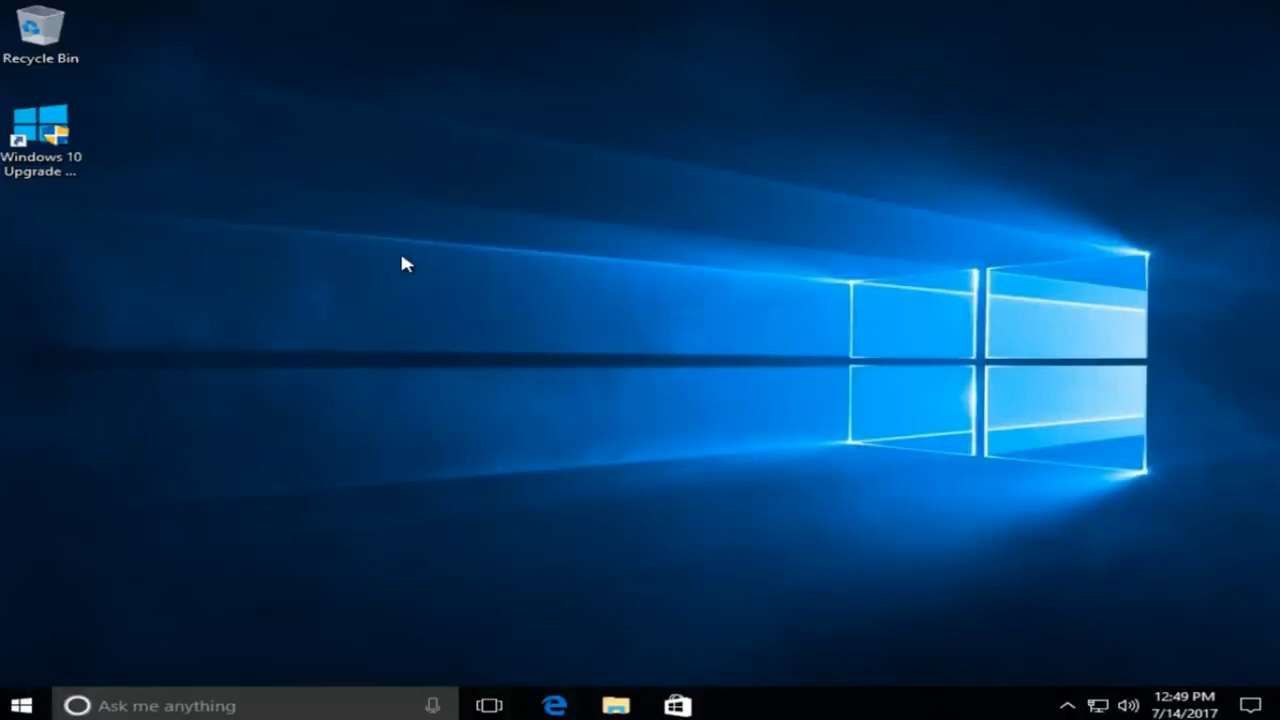 Recycle Bin
Windows 10
Upgrade ...
Ask me anything
12:49 PM
7/14/2017